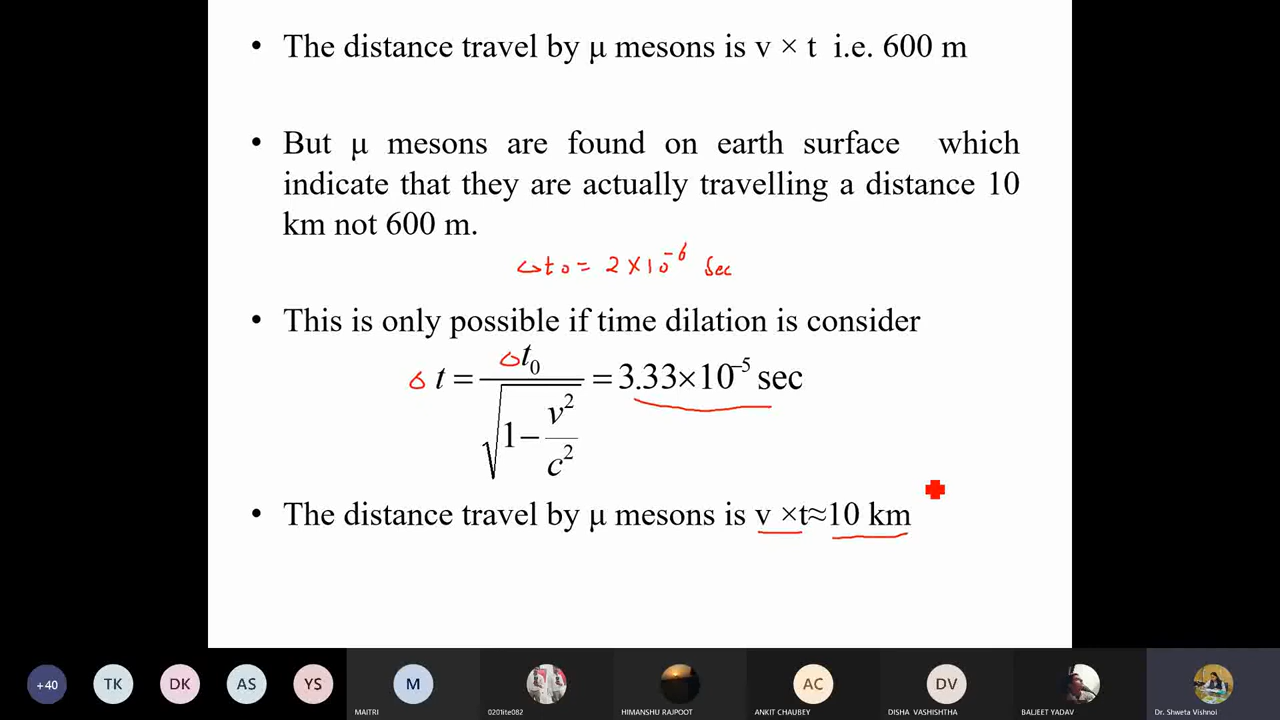 • The distance travel by μ mesons is v × t i.e. 600 m
• But μ mesons are found on earth surface which
indicate that they are actually travelling a distance 10
km not 600 m.
Δt₀ = 2×10⁻⁶ Sec
• This is only possible if time dilation is consider
Δ t = Δt₀ / √(1 − v²/c²) = 3.33×10⁻⁵ sec
• The distance travel by μ mesons is v ×t≈10 km
+40
TK
DK
AS
YS
M
AC
DV
MAITRI
0201ite082
HIMANSHU RAJPOOT
ANKIT CHAUBEY
DISHA VASHISHTHA
BALJEET YADAV
Dr. Shweta Vishnoi